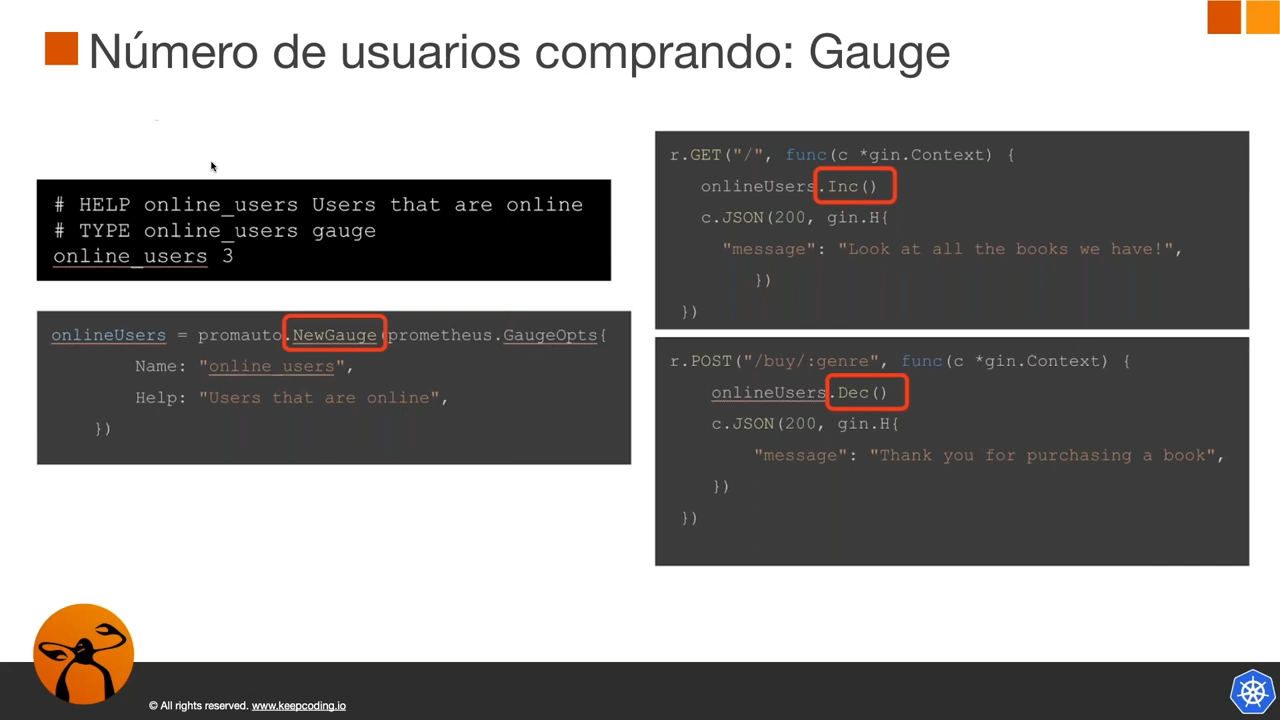 Número de usuarios comprando: Gauge
# HELP online_users Users that are online
# TYPE online_users gauge
online_users 3
onlineUsers = promauto.NewGauge(prometheus.GaugeOpts{
Name: "online_users",
Help: "Users that are online",
})
r.GET("/", func(c *gin.Context) {
onlineUsers.Inc()
c.JSON(200, gin.H{
"message": "Look at all the books we have!",
})
})
r.POST("/buy/:genre", func(c *gin.Context) {
onlineUsers.Dec()
c.JSON(200, gin.H{
"message": "Thank you for purchasing a book",
})
})
© All rights reserved. www.keepcoding.io